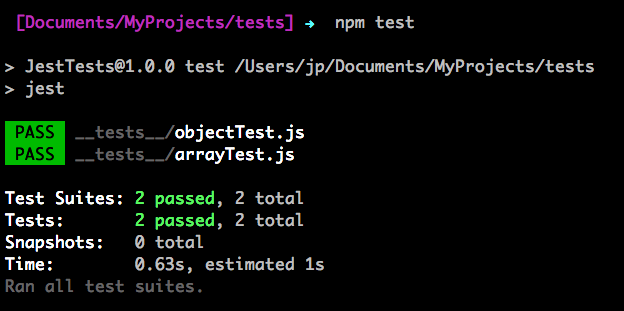 [Documents/MyProjects/tests] → npm test
> JestTests@1.0.0 test /Users/jp/Documents/MyProjects/tests
> jest
PASS __tests__/objectTest.js
PASS __tests__/arrayTest.js
Test Suites: 2 passed, 2 total
Tests: 2 passed, 2 total
Snapshots: 0 total
Time: 0.63s, estimated 1s
Ran all test suites.